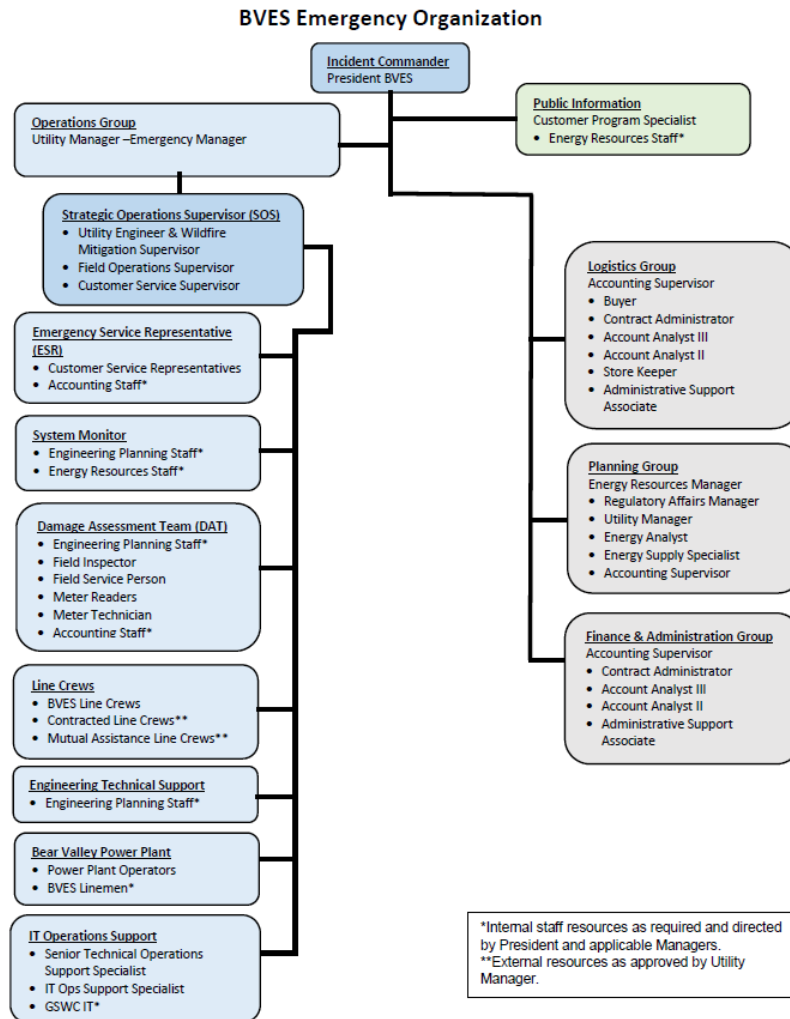 BVES Emergency Organization
Incident Commander
President BVES
Operations Group
Utility Manager –Emergency Manager
Public Information
Customer Program Specialist
• Energy Resources Staff*
Strategic Operations Supervisor (SOS)
• Utility Engineer & Wildfire
Mitigation Supervisor
• Field Operations Supervisor
• Customer Service Supervisor
Emergency Service Representative
(ESR)
• Customer Service Representatives
• Accounting Staff*
System Monitor
• Engineering Planning Staff*
• Energy Resources Staff*
Damage Assessment Team (DAT)
• Engineering Planning Staff*
• Field Inspector
• Field Service Person
• Meter Readers
• Meter Technician
• Accounting Staff*
Line Crews
• BVES Line Crews
• Contracted Line Crews**
• Mutual Assistance Line Crews**
Engineering Technical Support
• Engineering Planning Staff*
Bear Valley Power Plant
• Power Plant Operators
• BVES Linemen*
IT Operations Support
• Senior Technical Operations
Support Specialist
• IT Ops Support Specialist
• GSWC IT*
Logistics Group
Accounting Supervisor
• Buyer
• Contract Administrator
• Account Analyst III
• Account Analyst II
• Store Keeper
• Administrative Support
Associate
Planning Group
Energy Resources Manager
• Regulatory Affairs Manager
• Utility Manager
• Energy Analyst
• Energy Supply Specialist
• Accounting Supervisor
Finance & Administration Group
Accounting Supervisor
• Contract Administrator
• Account Analyst III
• Account Analyst II
• Administrative Support
Associate
*Internal staff resources as required and directed
by President and applicable Managers.
**External resources as approved by Utility
Manager.